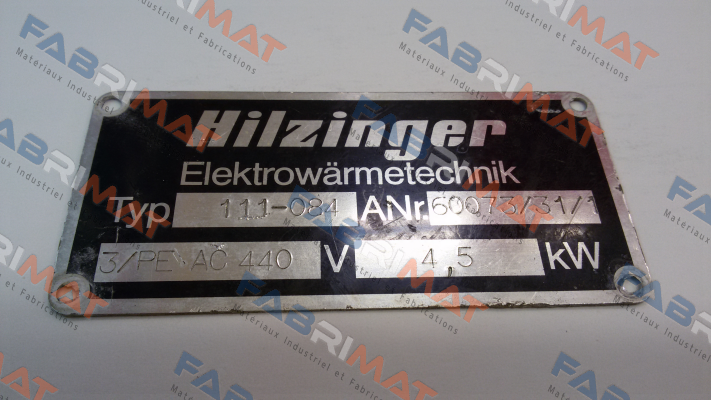 Hilzinger
Elektrowärmetechnik
Typ 111-084 ANr. 60073/31/1
3/PE AC 440 V 4,5 kW
FABRIMAT
Matériaux Industriel et Fabrications